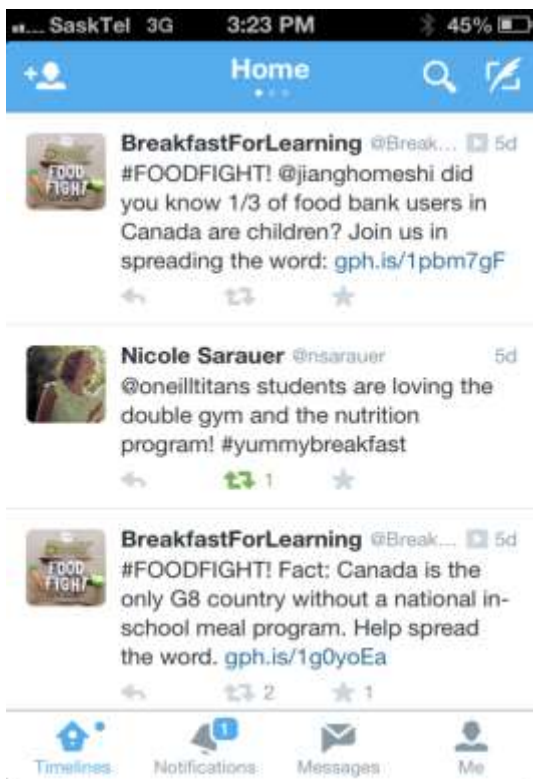 SaskTel 3G 3:23 PM 45%
Home
BreakfastForLearning @Break... 5d
#FOODFIGHT! @jianghomeshi did
you know 1/3 of food bank users in
Canada are children? Join us in
spreading the word: gph.is/1pbm7gF
FOOD
FIGHT
Nicole Sarauer @nsarauer 5d
@oneilltitans students are loving the
double gym and the nutrition
program! #yummybreakfast
1
BreakfastForLearning @Break... 5d
#FOODFIGHT! Fact: Canada is the
only G8 country without a national in-
school meal program. Help spread
the word. gph.is/1g0yoEa
FOOD
FIGHT
2 1
1
Timelines Notifications Messages Me